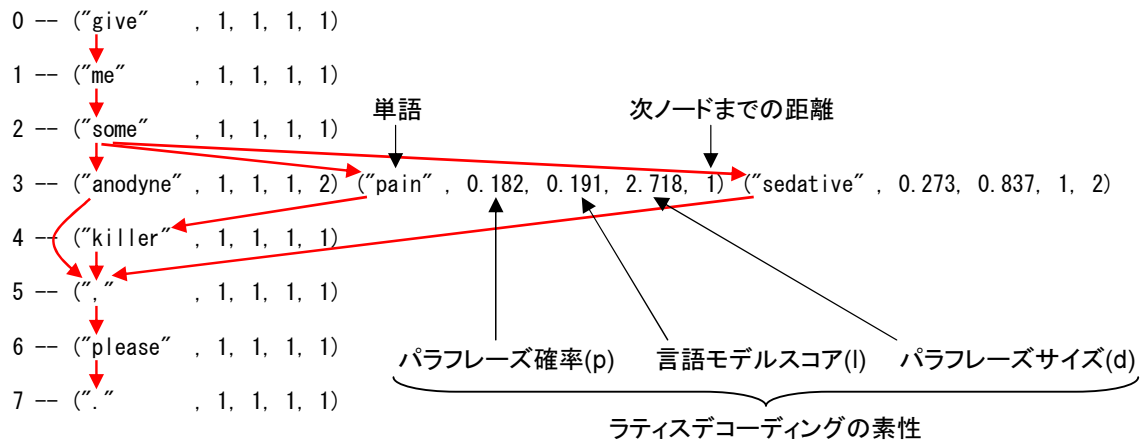 0 -- ("give" , 1, 1, 1, 1)
1 -- ("me" , 1, 1, 1, 1)
単語 次ノードまでの距離
2 -- ("some" , 1, 1, 1, 1)
3 -- ("anodyne" , 1, 1, 1, 2) ("pain" , 0.182, 0.191, 2.718, 1) ("sedative" , 0.273, 0.837, 1, 2)
4 -- ("killer" , 1, 1, 1, 1)
5 -- ("," , 1, 1, 1, 1)
6 -- ("please" , 1, 1, 1, 1)
パラフレーズ確率(p) 言語モデルスコア(l) パラフレーズサイズ(d)
7 -- ("." , 1, 1, 1, 1)
ラティスデコーディングの素性